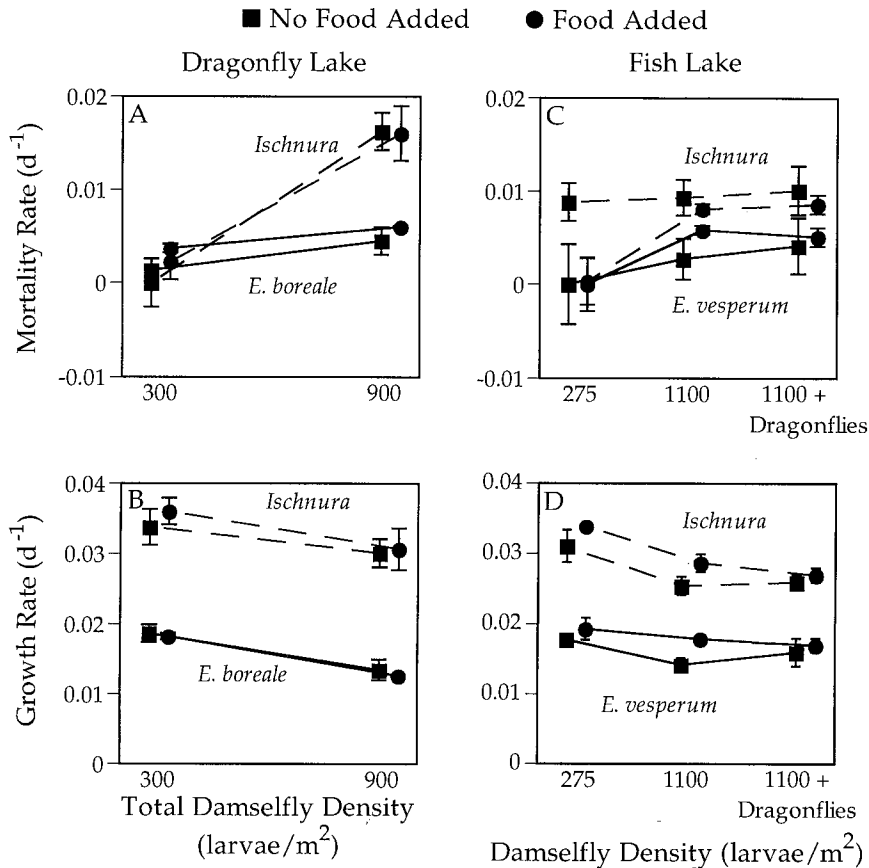 ■ No Food Added ● Food Added
Dragonfly Lake
Fish Lake
Mortality Rate (d⁻¹)
0.02
0.01
0
-0.01
A
Ischnura
E. boreale
300
900
0.02
0.01
0
-0.01
C
Ischnura
E. vesperum
275
1100
1100 +
Dragonflies
Growth Rate (d⁻¹)
0.04
0.03
0.02
0.01
0
B
Ischnura
E. boreale
300
900
Total Damselfly Density
(larvae/m²)
0.04
0.03
0.02
0.01
0
D
Ischnura
E. vesperum
275
1100
1100 +
Dragonflies
Damselfly Density (larvae/m²)